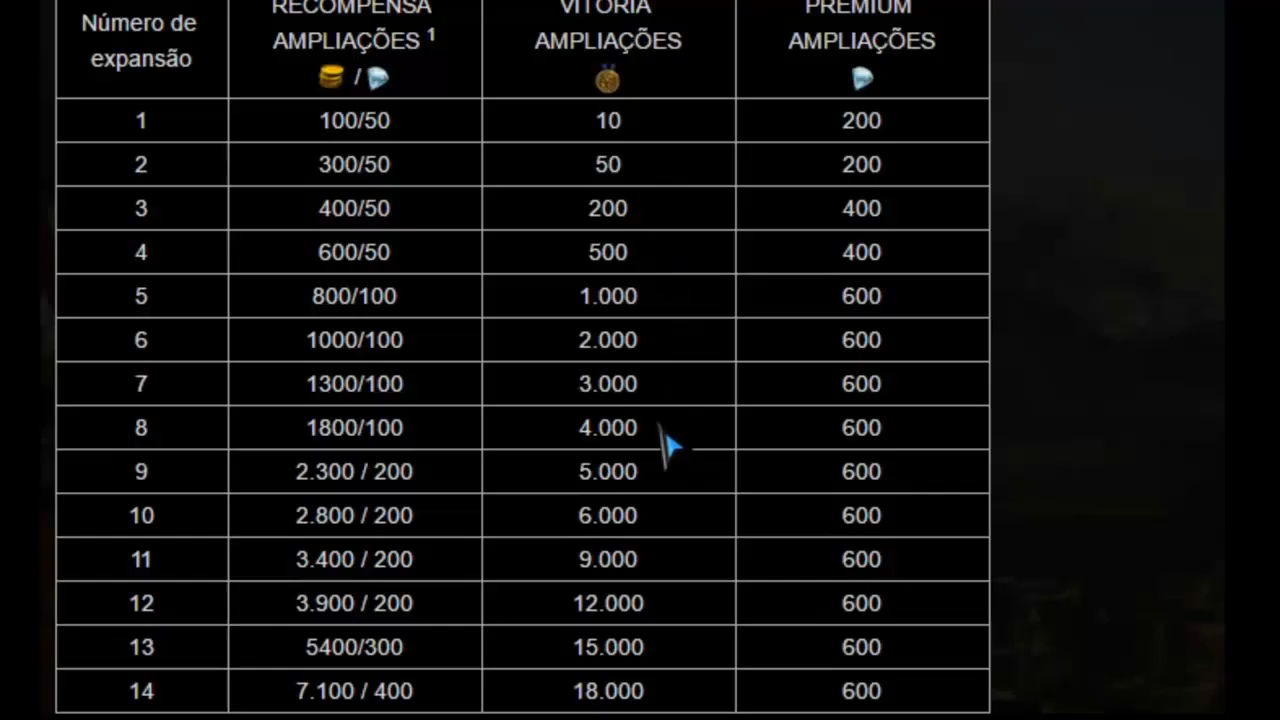 Número de expansão RECOMPENSA AMPLIAÇÕES 1 / VITÓRIA AMPLIAÇÕES PREMIUM AMPLIAÇÕES
1 100/50 10 200
2 300/50 50 200
3 400/50 200 400
4 600/50 500 400
5 800/100 1.000 600
6 1000/100 2.000 600
7 1300/100 3.000 600
8 1800/100 4.000 600
9 2.300 / 200 5.000 600
10 2.800 / 200 6.000 600
11 3.400 / 200 9.000 600
12 3.900 / 200 12.000 600
13 5400/300 15.000 600
14 7.100 / 400 18.000 600